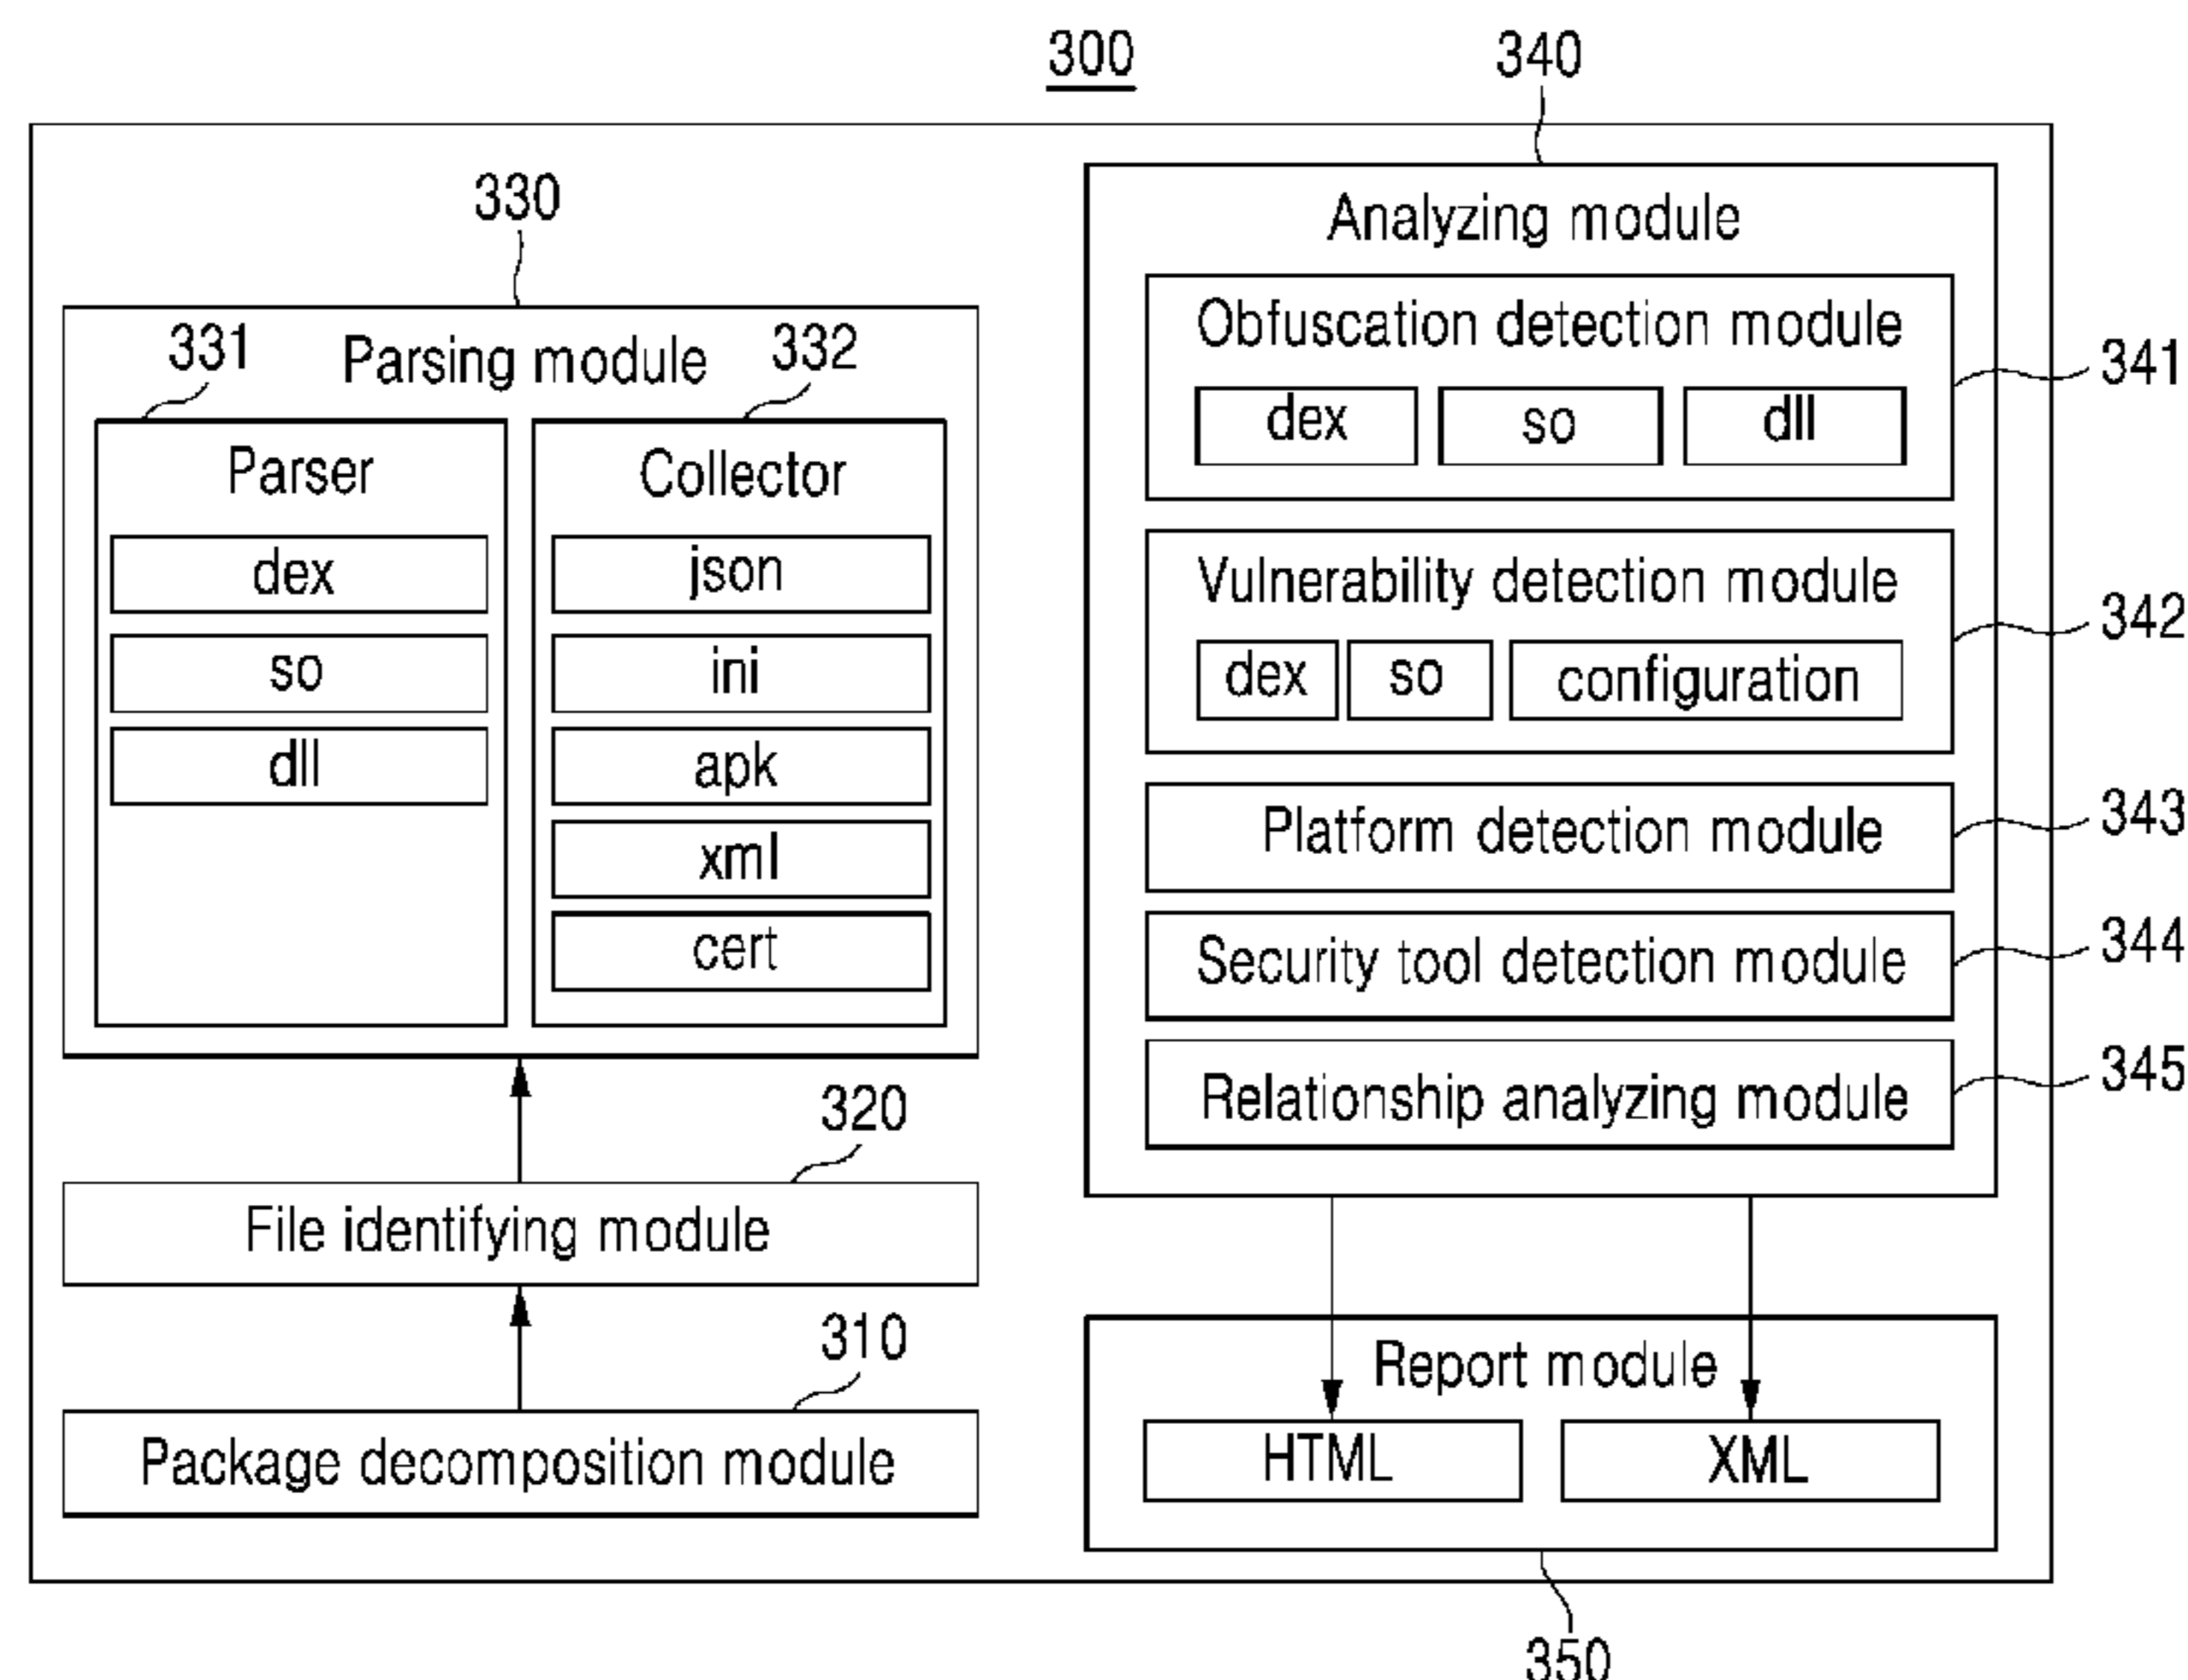 300
330
Parsing module
331
332
Parser
dex
so
dll
Collector
json
ini
apk
xml
cert
320
File identifying module
310
Package decomposition module
340
Analyzing module
Obfuscation detection module
dex
so
dll
341
Vulnerability detection module
dex
so
configuration
342
Platform detection module
343
Security tool detection module
344
Relationship analyzing module
345
Report module
HTML
XML
350